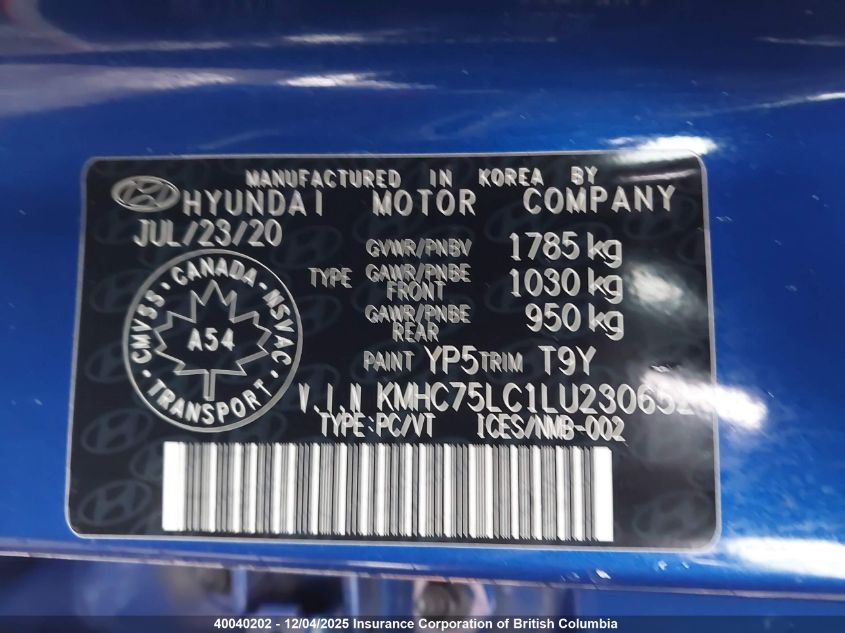 MANUFACTURED IN KOREA BY
HYUNDAI MOTOR COMPANY
JUL/23/20
GVWR/PNBV 1785 kg
TYPE GAWR/PNBE FRONT 1030 kg
GAWR/PNBE REAR 950 kg
CMVSS · CANADA · NSVAC · TRANSPORT ·
A54
PAINT YP5 TRIM T9Y
V.I.N KMHC75LC1LU230652
TYPE:PC/VT ICES/NMB-002
40040202 - 12/04/2025 Insurance Corporation of British Columbia